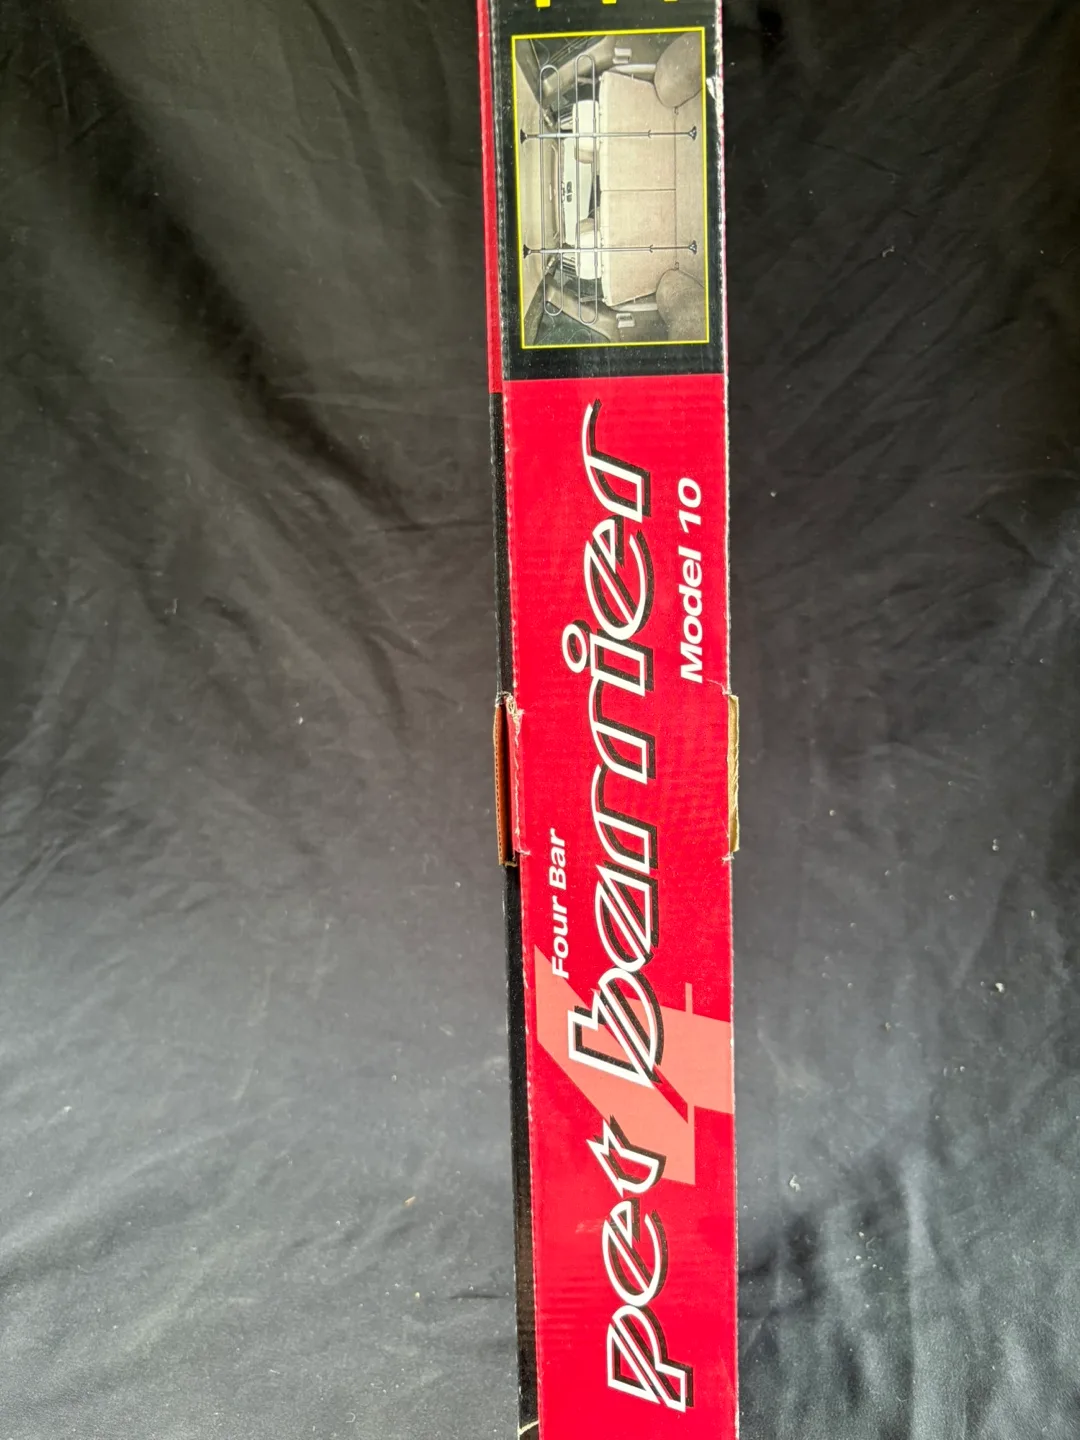 Four Bar
pet barrier
Model 10